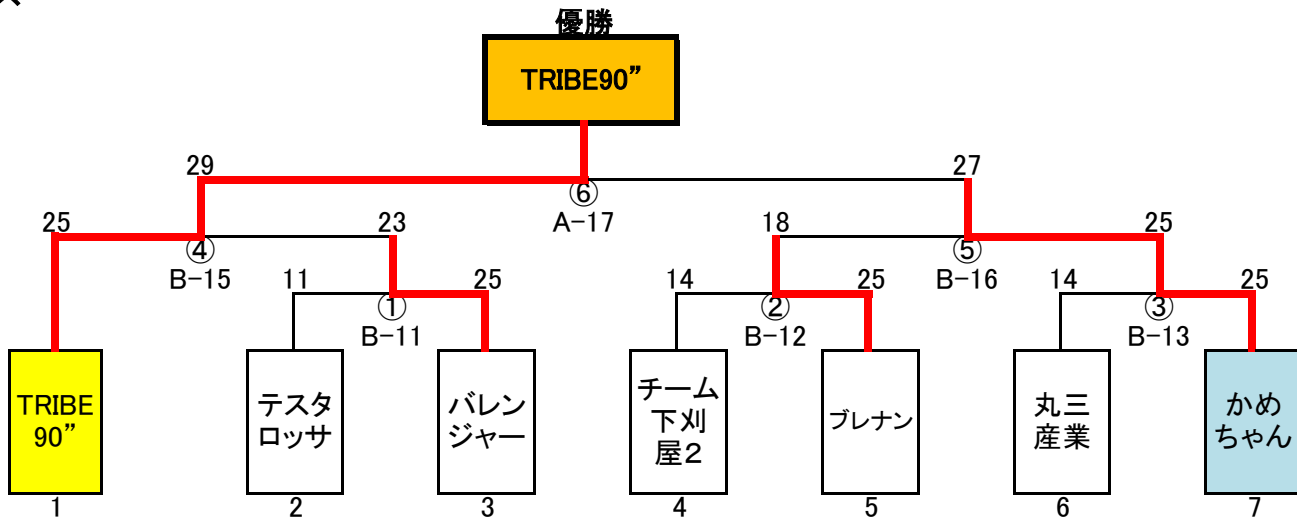 優勝
TRIBE90”
29 27
⑥
A-17
25 23 18 25
④ ⑤
B-15 B-16
11 25 14 25 14 25
① ② ③
B-11 B-12 B-13
TRIBE
90”
テスタ
ロッサ
バレン
ジャー
チーム
下刈
屋2
ブレナン
丸三
産業
かめ
ちゃん
1 2 3 4 5 6 7